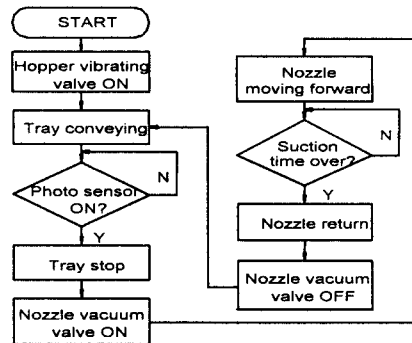 START
Hopper vibrating
valve ON
Tray conveying
N
Photo sensor
ON?
Y
Tray stop
Nozzle vacuum
valve ON
Nozzle
moving forward
N
Suction
time over?
Y
Nozzle return
Nozzle vacuum
valve OFF